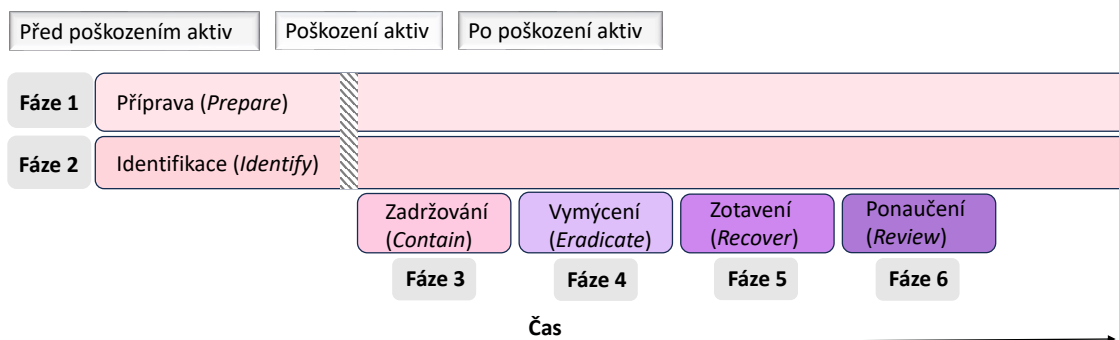 Před poškozením aktiv
Poškození aktiv
Po poškození aktiv
Fáze 1
Příprava (Prepare)
Fáze 2
Identifikace (Identify)
Zadržování
(Contain)
Vymýcení
(Eradicate)
Zotavení
(Recover)
Ponaučení
(Review)
Fáze 3
Fáze 4
Fáze 5
Fáze 6
Čas